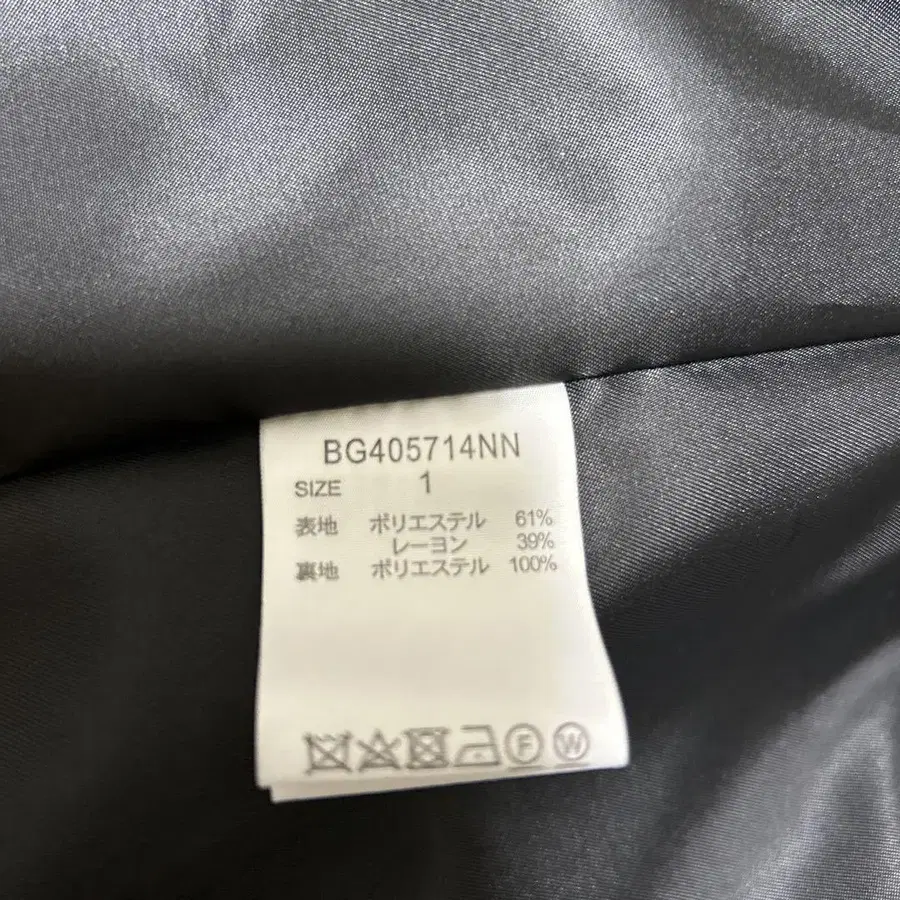 BG405714NN
SIZE 1
表地 ポリエステル 61%
レーヨン 39%
裏地 ポリエステル 100%
F W